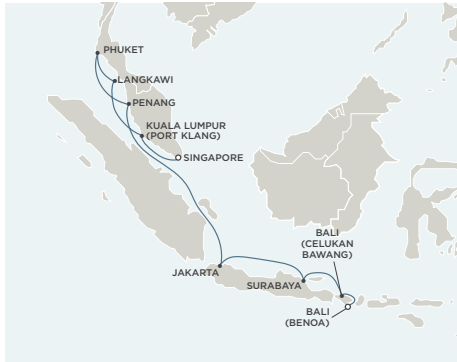 PHUKET
LANGKAWI
PENANG
KUALA LUMPUR
(PORT KLANG)
SINGAPORE
BALI
(CELUKAN
BAWANG)
JAKARTA
SURABAYA
BALI
(BENOA)